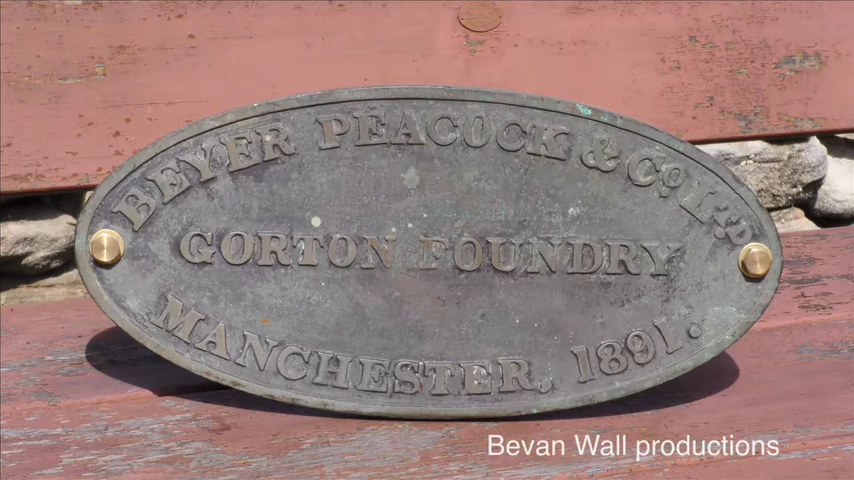 BEYER PEACOCK & Co. LTD
GORTON FOUNDRY
MANCHESTER, 1891.
Bevan Wall productions